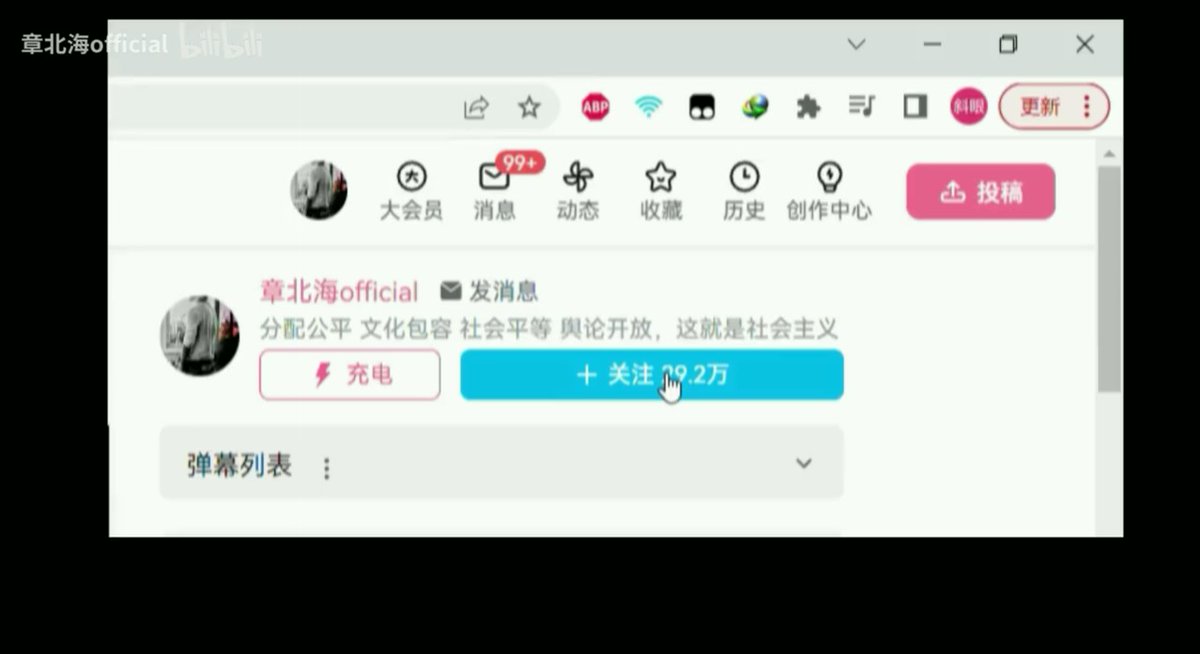 章北海official bilibili
ABP
斜眼
更新
99+
大会员 消息 动态 收藏 历史 创作中心
投稿
章北海official 发消息
分配公平 文化包容 社会平等 舆论开放，这就是社会主义
充电
+ 关注 9.2万
弹幕列表